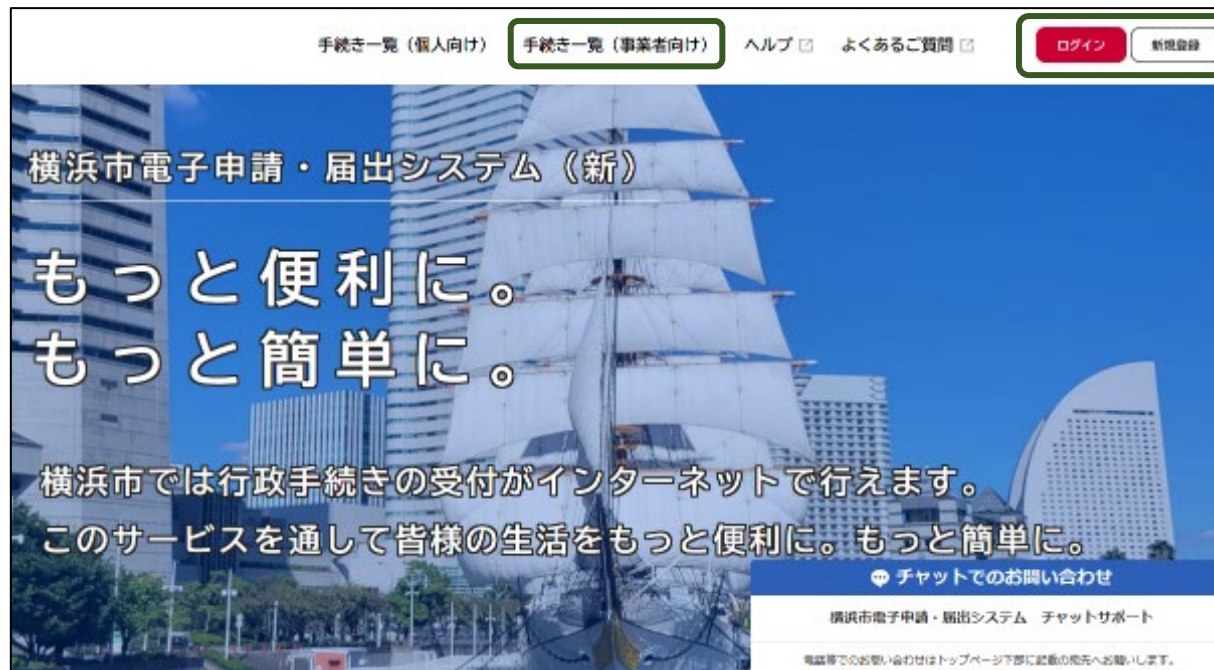 手続き一覧（個人向け） 手続き一覧（事業者向け） ヘルプ よくあるご質問 ログイン 新規登録
横浜市電子申請・届出システム（新）
もっと便利に。
もっと簡単に。
横浜市では行政手続きの受付がインターネットで行えます。
このサービスを通して皆様の生活をもっと便利に。もっと簡単に。
チャットでのお問い合わせ
横浜市電子申請・届出システム チャットサポート
電話等でのお問い合わせはトップページ下部に記載の宛先へお願いします。